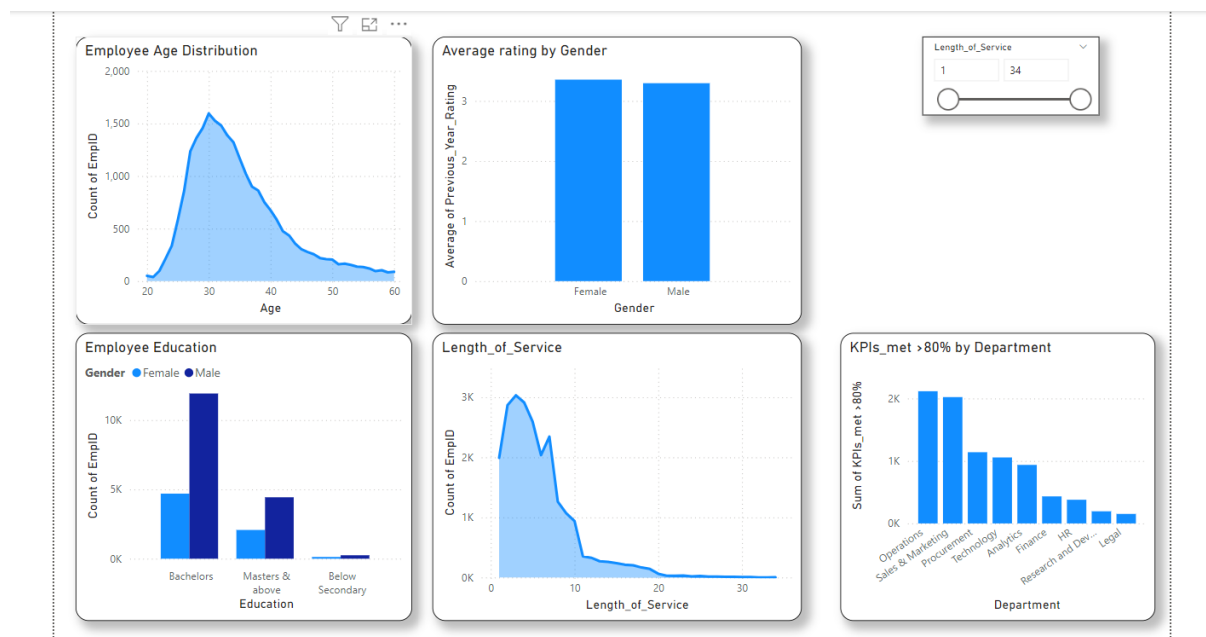 Employee Age Distribution
Count of EmpID
2,000
1,500
1,000
500
0
20 30 40 50 60
Age
Average rating by Gender
Average of Previous_Year_Rating
3
2
1
0
Female Male
Gender
Length_of_Service
1 34
Employee Education
Gender Female Male
Count of EmpID
10K
5K
0K
Bachelors
Masters &
above
Below
Secondary
Education
Length_of_Service
Count of EmpID
3K
2K
1K
0K
0 10 20 30
Length_of_Service
KPIs_met >80% by Department
Sum of KPIs_met >80%
2K
1K
0K
Operations
Sales & Marketing
Procurement
Technology
Analytics
Finance
HR
Research and Dev...
Legal
Department